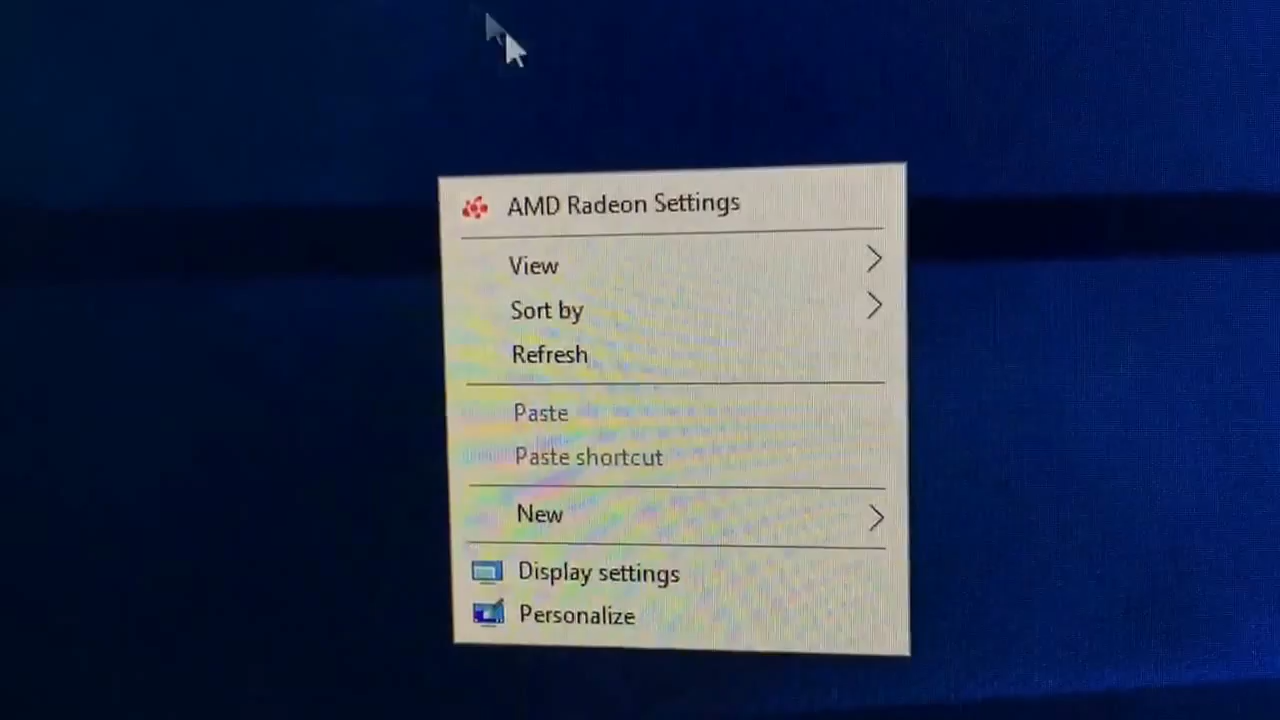 AMD Radeon Settings
View
Sort by
Refresh
Paste
Paste shortcut
New
Display settings
Personalize